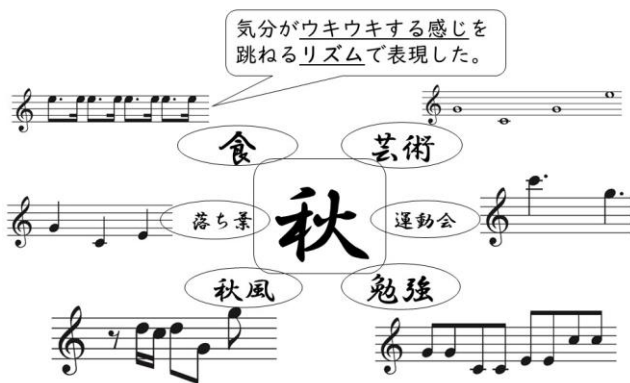 気分がウキウキする感じを
跳ねるリズムで表現した。
食
芸術
落ち葉
秋
運動会
秋風
勉強